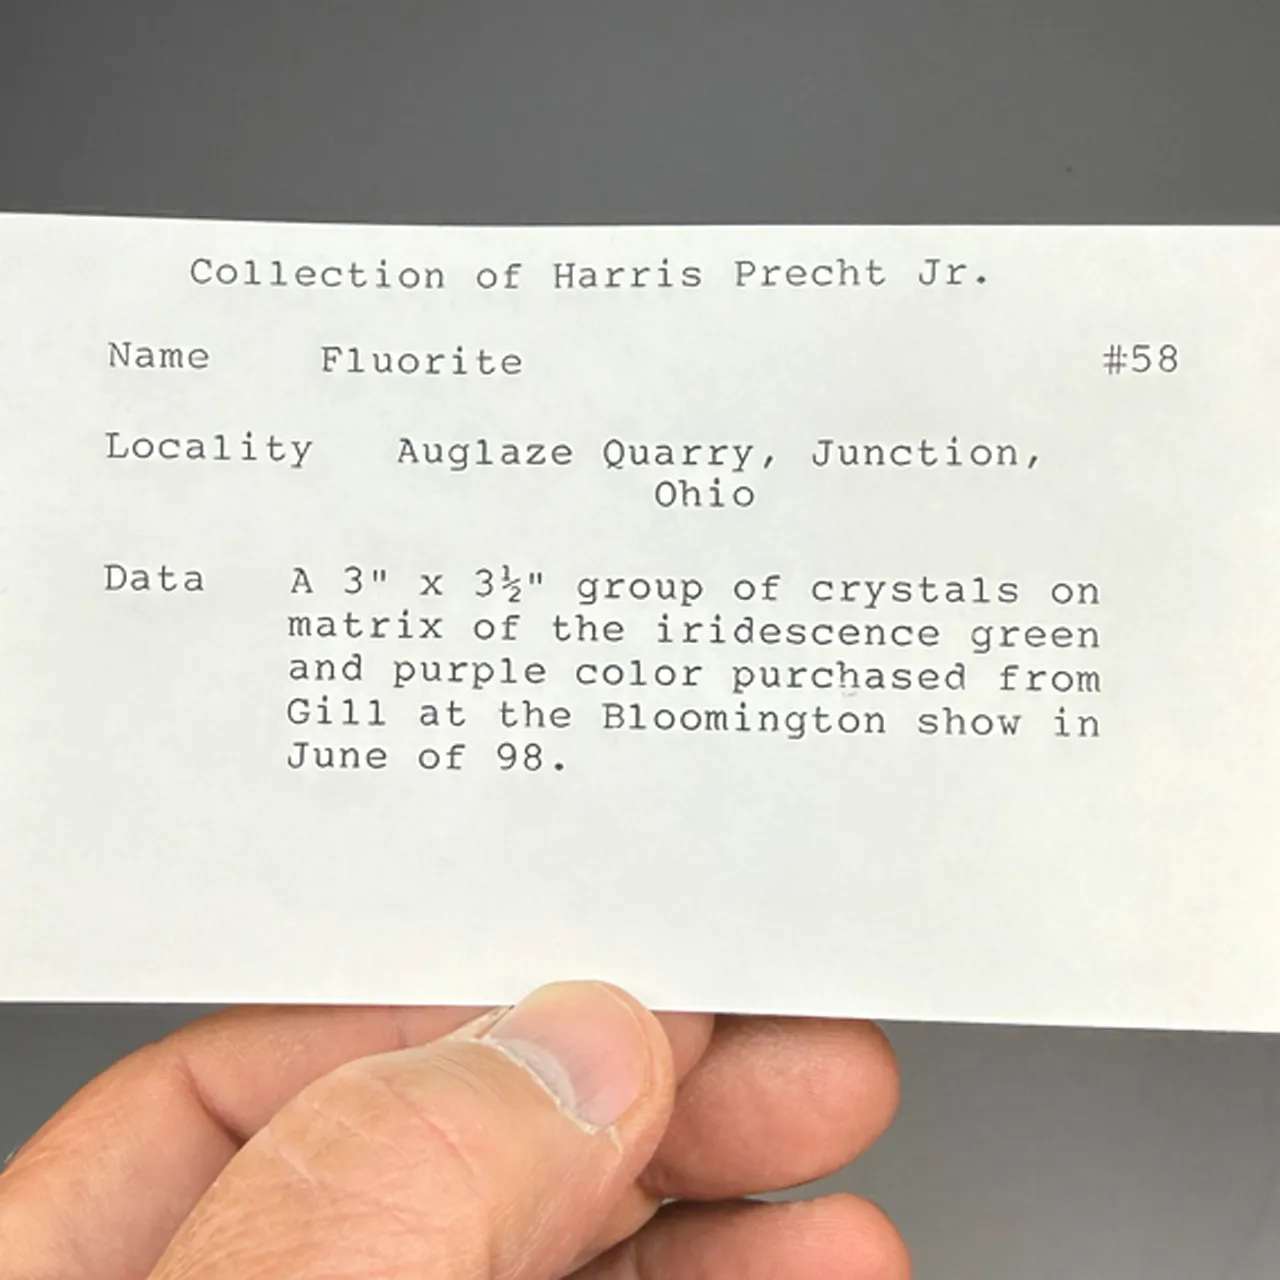 Collection of Harris Precht Jr.
Name Fluorite #58
Locality Auglaze Quarry, Junction,
Ohio
Data A 3" x 3½" group of crystals on
matrix of the iridescence green
and purple color purchased from
Gill at the Bloomington show in
June of 98.